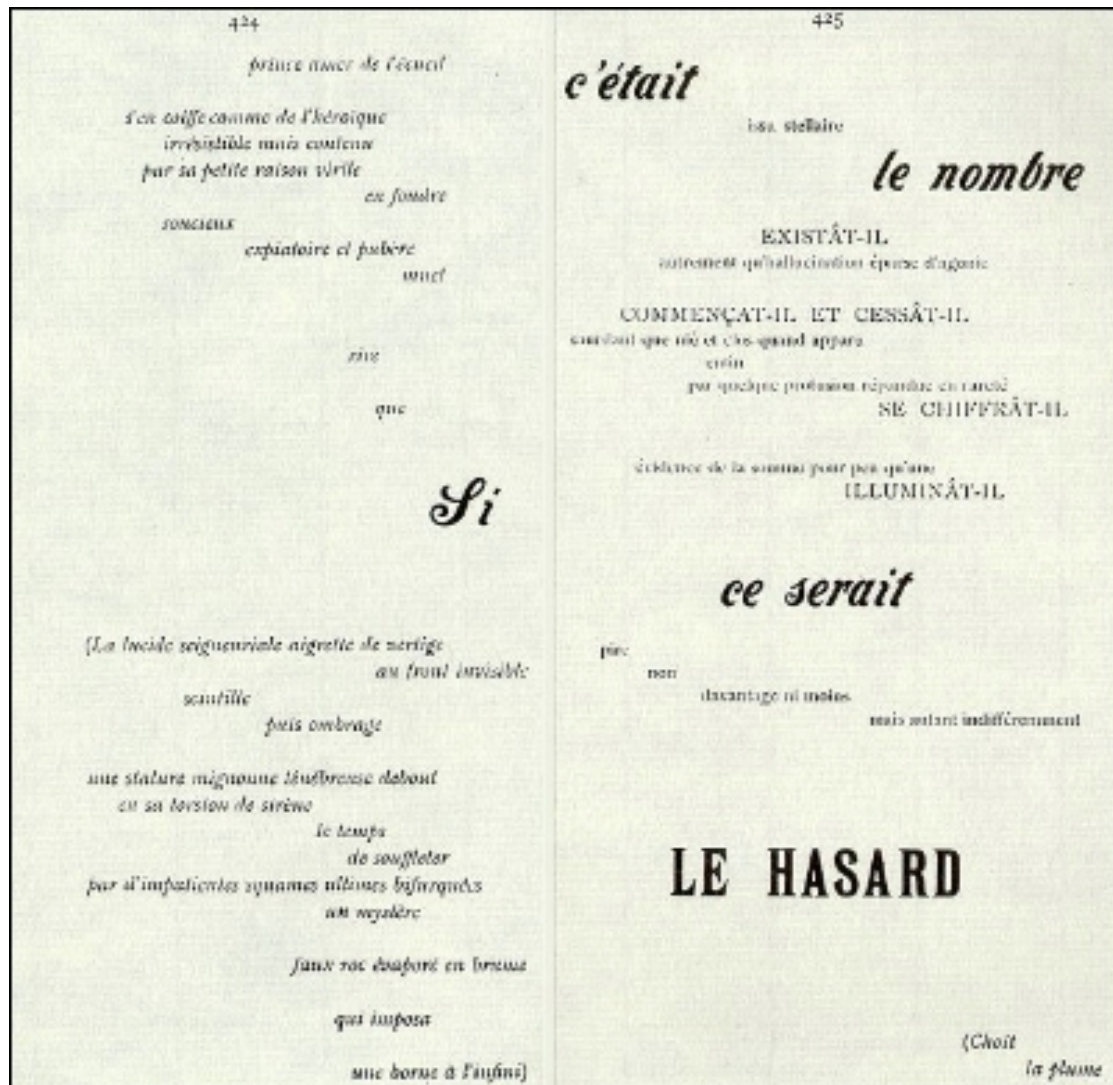 424
prince amer de l'écueil
s'en coiffe comme de l'héroïque
irrésistible mais contenu
par sa petite raison virile
en foudre
soucieux
expiatoire et pubère
muet
rire
que
Si
(La lucide seigneuriale aigrette de vertige
au front invisible
scintille
puis ombrage
une stature mignonne ténébreuse debout
en sa torsion de sirène
le temps
de souffleter
par d'impatientes squames ultimes bifurquées
un mystère
faux roc évaporé en brume
qui imposa
une borne à l'infini)
425
c'était
issu stellaire
le nombre
EXISTÂT-IL
autrement qu'hallucination éparse d'agonie
COMMENÇAT-IL ET CESSÂT-IL
sourdant que nié et clos quand apparu
enfin
par quelque profusion répandue en rareté
SE CHIFFRÂT-IL
évidence de la somme pour peu qu'une
ILLUMINÂT-IL
ce serait
pire
non
davantage ni moins
mais autant indifféremment
LE HASARD
(Choit
la plume